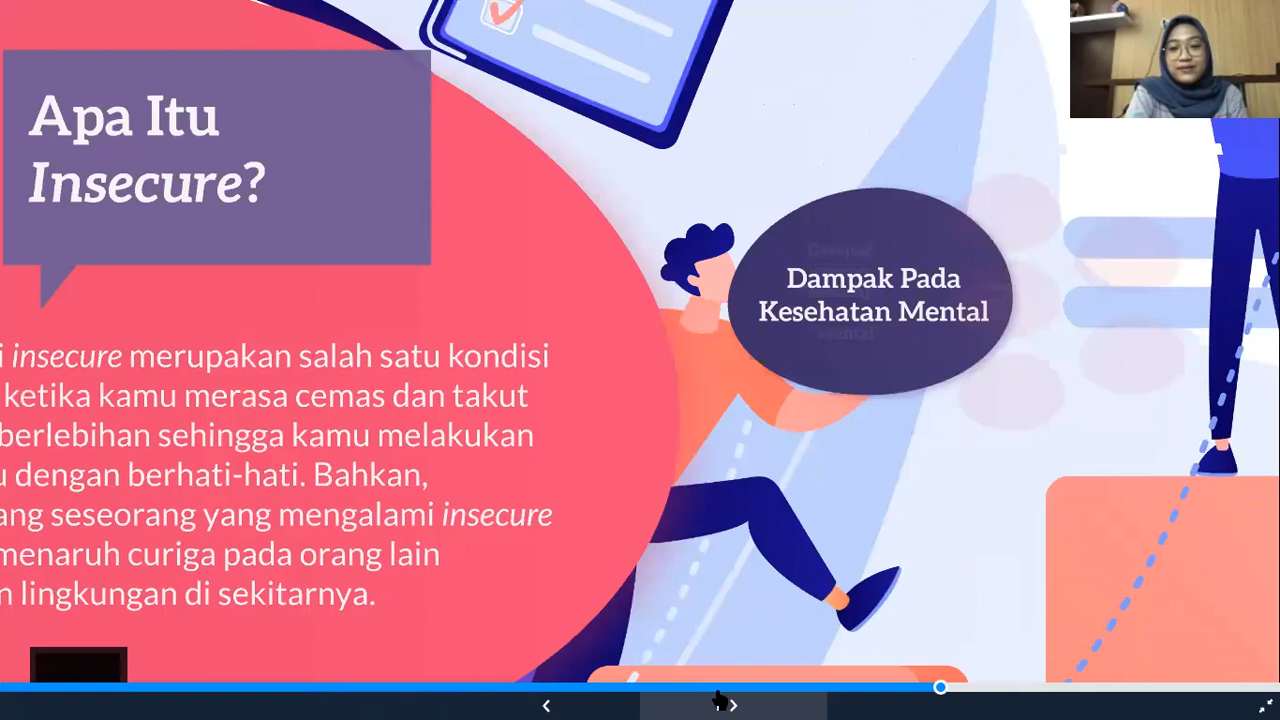 Apa Itu
Insecure?
insecure merupakan salah satu kondisi
ketika kamu merasa cemas dan takut
berlebihan sehingga kamu melakukan
dengan berhati-hati. Bahkan,
seseorang yang mengalami insecure
menaruh curiga pada orang lain
lingkungan di sekitarnya.
Dampak Pada
Kesehatan Mental